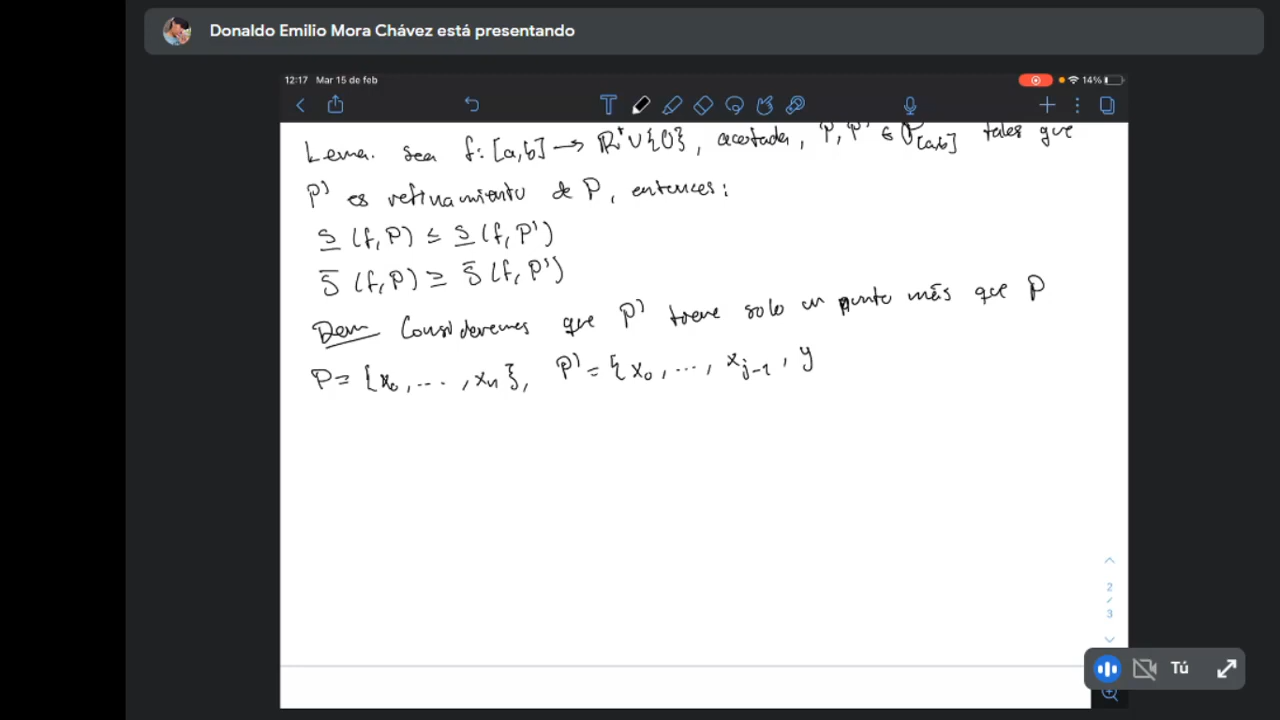 Donaldo Emilio Mora Chávez está presentando
12:17 Mar 15 de feb
14%
Lema. Sea f: [a,b] → ℝ⁺∪{0}, acotada, P, P' ∈ 𝒫[a,b] tales que
P' es refinamiento de P, entonces:
S̲ (f,P) ≤ S̲ (f,P')
S̄ (f,P) ≥ S̄ (f,P')
Dem Consideremos que P' tiene solo un punto más que P
P = {x₀, ..., xₙ}, P' = {x₀, ..., x_{j-1}, y
2
3
Tú